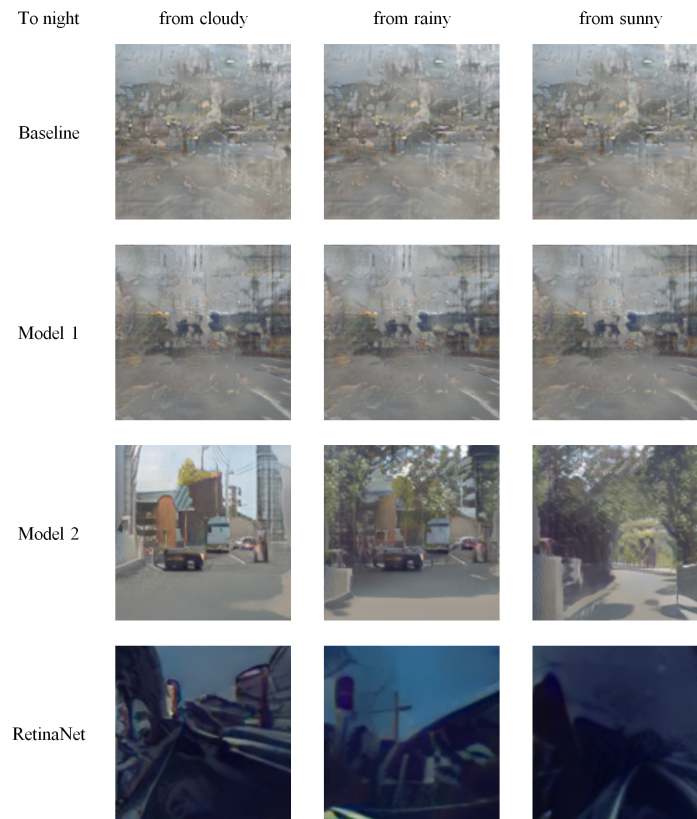 To night from cloudy from rainy from sunny
Baseline
Model 1
Model 2
RetinaNet